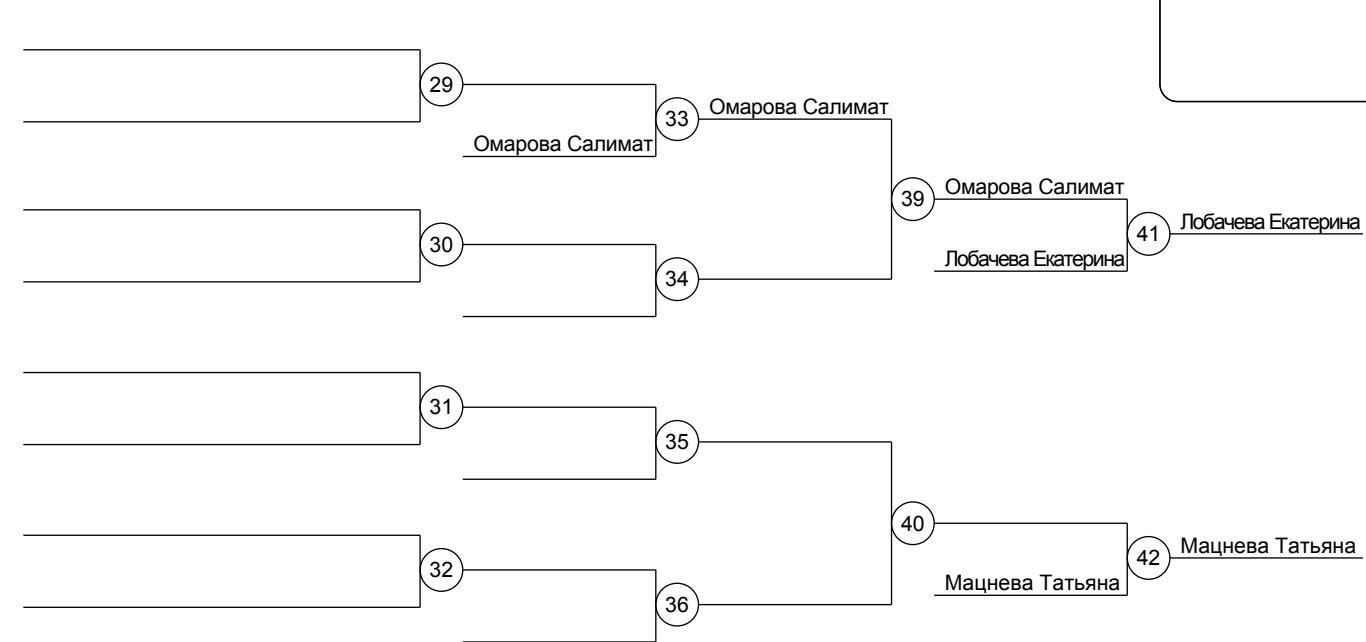 29
33
Омарова Салимат
Омарова Салимат
39
Омарова Салимат
41
Лобачева Екатерина
30
Лобачева Екатерина
34
31
35
40
42
Мацнева Татьяна
32
Мацнева Татьяна
36